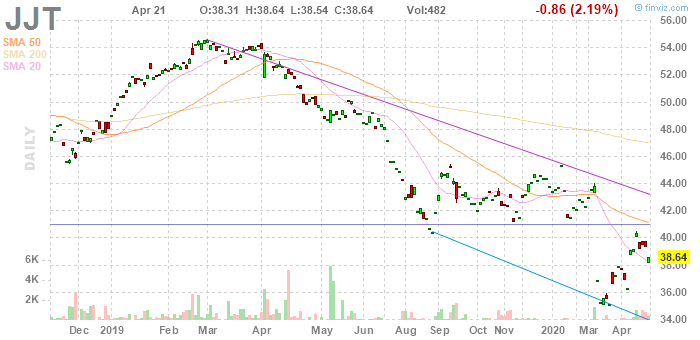 JJT
Apr 21 O:38.31 H:38.64 L:38.54 C:38.64 Vol:482 -0.86 (2.19%)
© finviz.com
SMA 50
SMA 200
SMA 20
DAILY
56.00
54.00
52.00
50.00
48.00
46.00
44.00
42.00
40.00
38.64
38.00
36.00
34.00
6K
4K
2K
Dec 2019 Feb Mar Apr May Jun Aug Sep Oct Nov 2020 Mar Apr